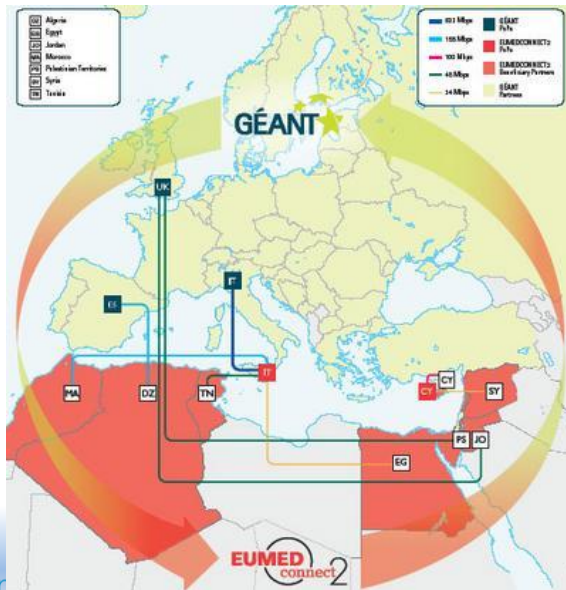 DZ Algeria
EG Egypt
JO Jordan
MA Morocco
PS Palestinian Territories
SY Syria
TN Tunisia
622 Mbps
155 Mbps
100 Mbps
45 Mbps
34 Mbps
GÉANT
PoPs
EUMEDCONNECT2
PoPs
EUMEDCONNECT2
Beneficiary Partners
GÉANT
Partners
GÉANT
UK
IT
ES
IT
MA
DZ
TN
CY
CY
SY
PS
JO
EG
EUMED
connect2